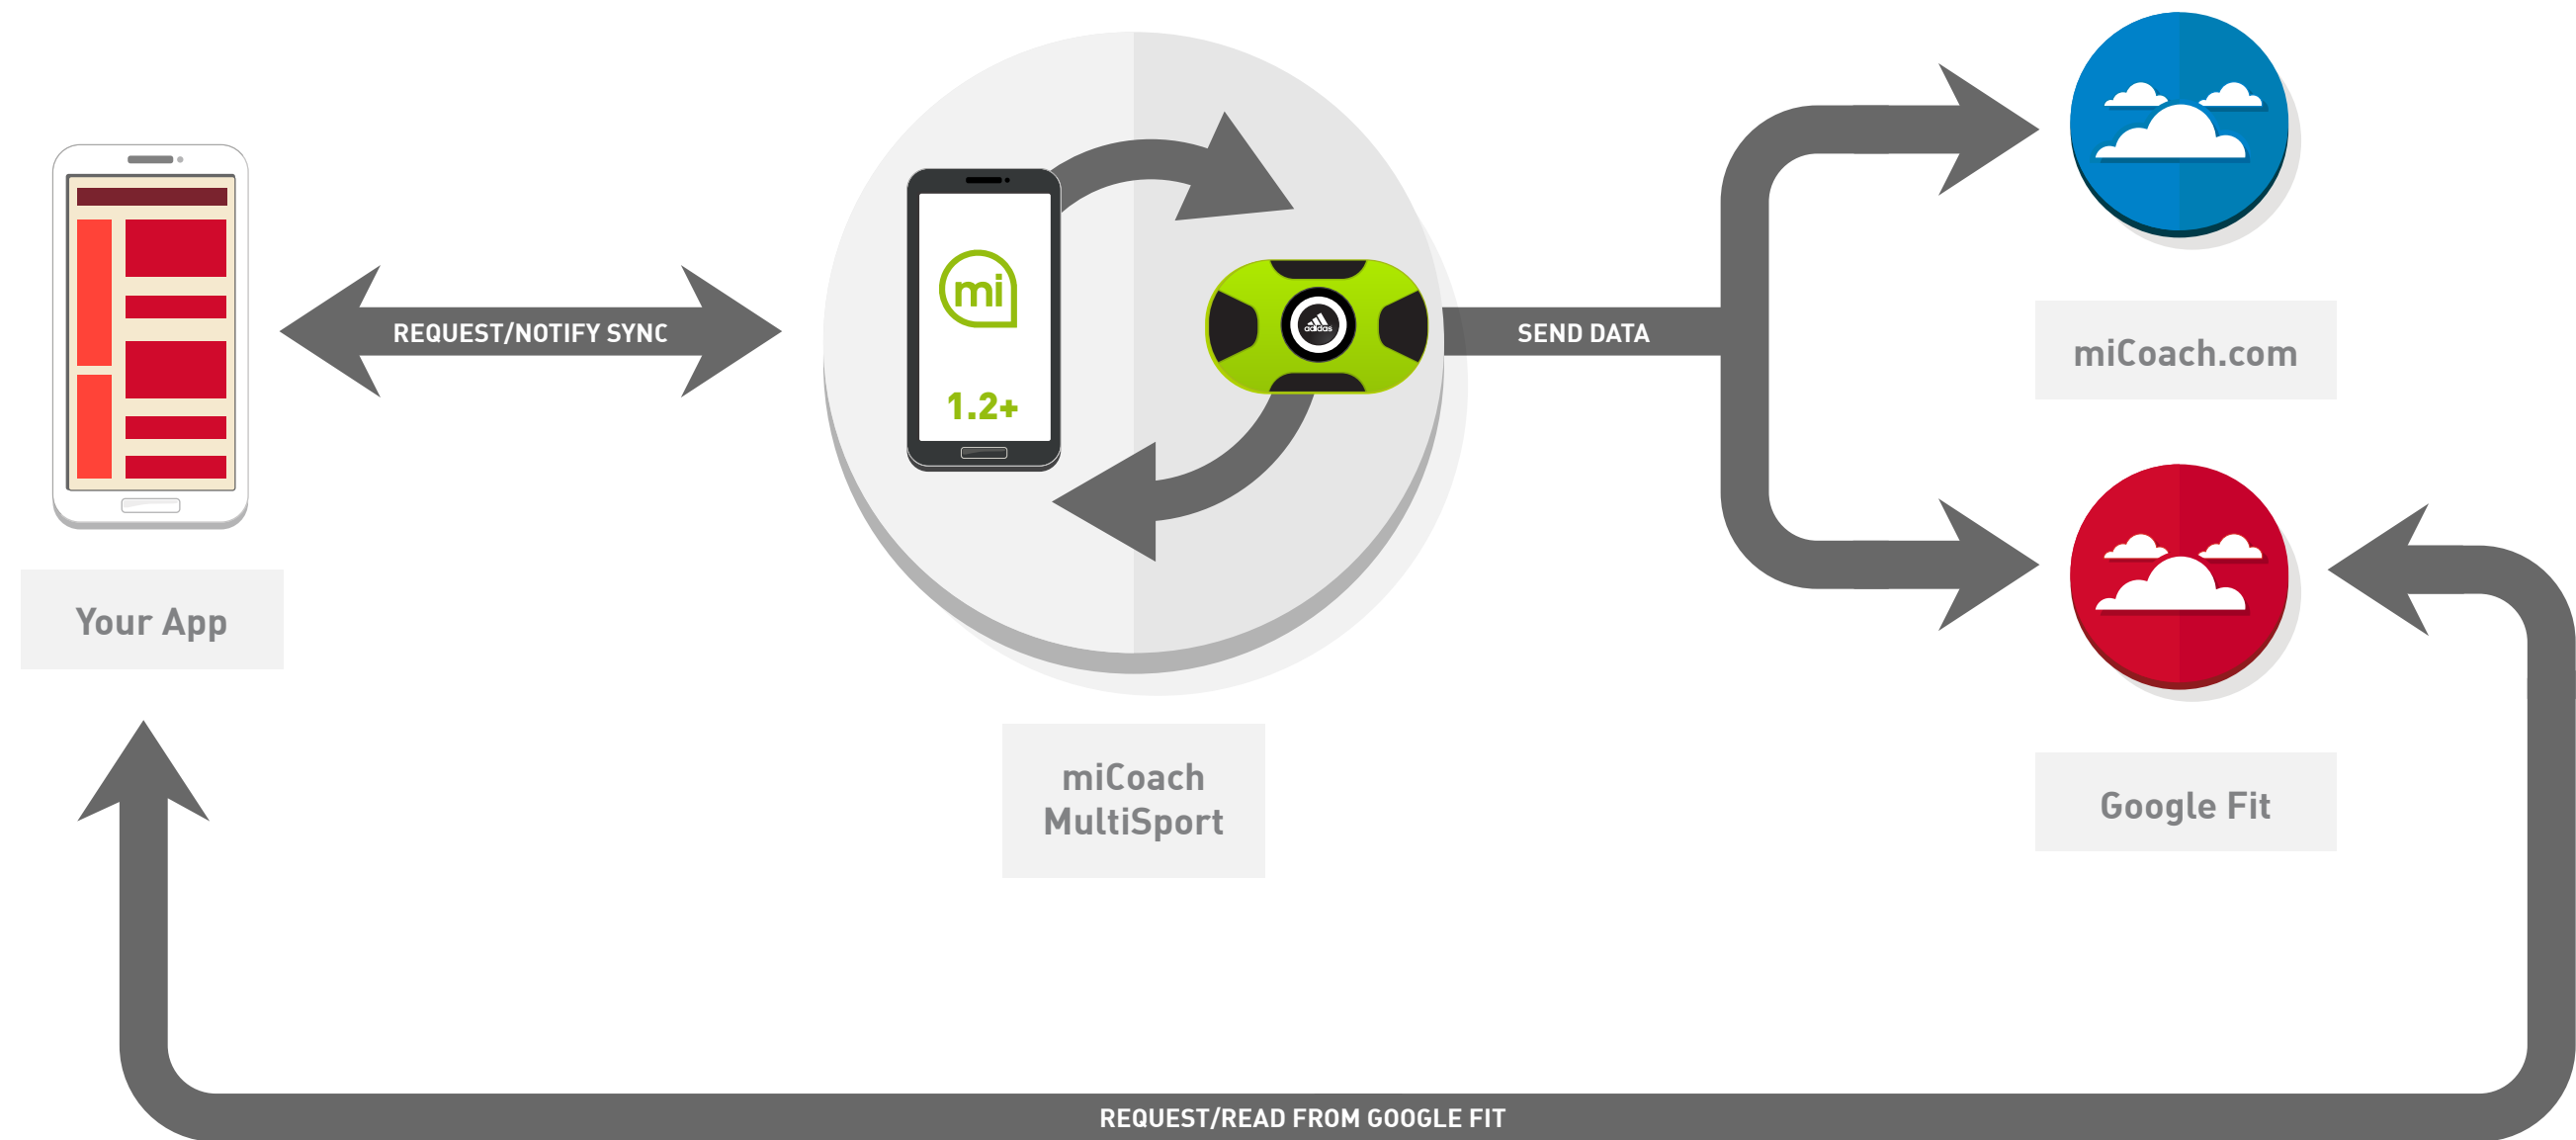 REQUEST/NOTIFY SYNC
mi
1.2+
adidas
SEND DATA
miCoach.com
Your App
miCoach
MultiSport
Google Fit
REQUEST/READ FROM GOOGLE FIT